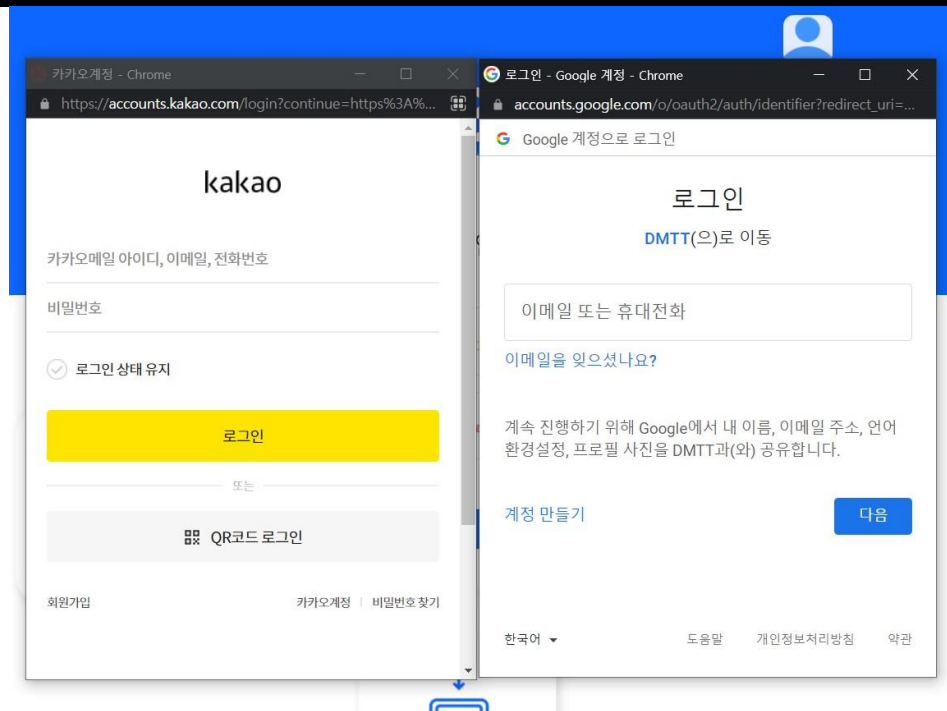 카카오계정 - Chrome
https://accounts.kakao.com/login?continue=https%3A%...
kakao
카카오메일 아이디, 이메일, 전화번호
비밀번호
로그인 상태 유지
로그인
또는
QR코드 로그인
회원가입
카카오계정 | 비밀번호 찾기
로그인 - Google 계정 - Chrome
accounts.google.com/o/oauth2/auth/identifier?redirect_uri=...
Google 계정으로 로그인
로그인
DMTT(으)로 이동
이메일 또는 휴대전화
이메일을 잊으셨나요?
계속 진행하기 위해 Google에서 내 이름, 이메일 주소, 언어
환경설정, 프로필 사진을 DMTT과(와) 공유합니다.
계정 만들기
다음
한국어
도움말 개인정보처리방침 약관